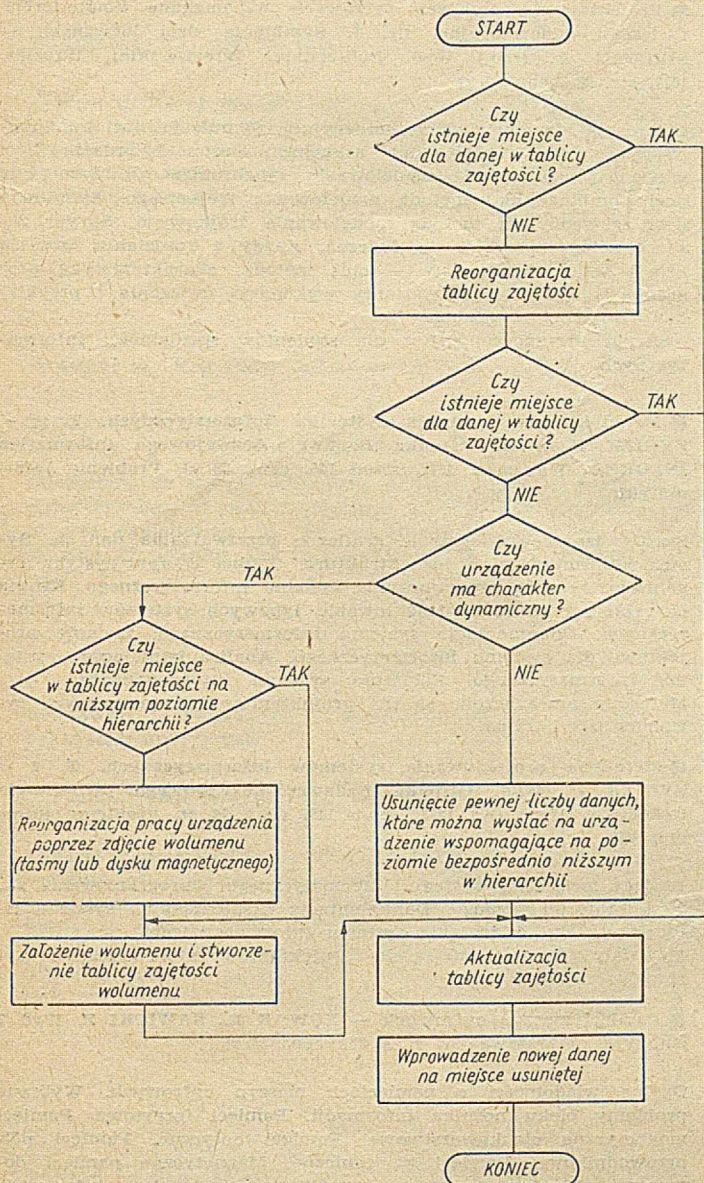 START
Czy
istnieje miejsce
dla danej w tablicy
zajętości ?
TAK
NIE
Reorganizacja
tablicy zajętości
Czy
istnieje miejsce
dla danej w tablicy
zajętości ?
TAK
NIE
Czy
urządzenie
ma charakter
dynamiczny ?
TAK
NIE
Czy
istnieje miejsce
w tablicy zajętości na
niższym poziomie
hierarchii?
TAK
Reorganizacja pracy urządzenia
poprzez zdjęcie wolumenu
(taśmy lub dysku magnetycznego)
Założenie wolumenu i stworze-
nie tablicy zajętości
wolumenu
Usunięcie pewnej liczby danych,
które można wysłać na urzą-
dzenie wspomagające na po-
ziomie bezpośrednio niższym
w hierarchii
Aktualizacja
tablicy zajętości
Wprowadzenie nowej danej
na miejsce usuniętej
KONIEC